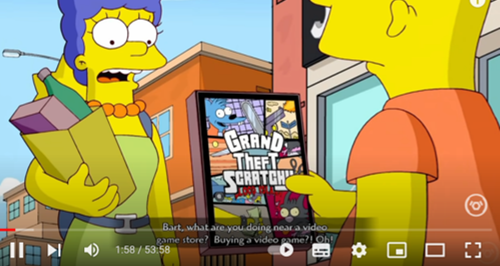 GRAND
THEFT
SCRATCHY
Bart, what are you doing near a video
game store? Buying a video game?! Oh!
1:58 / 53:58